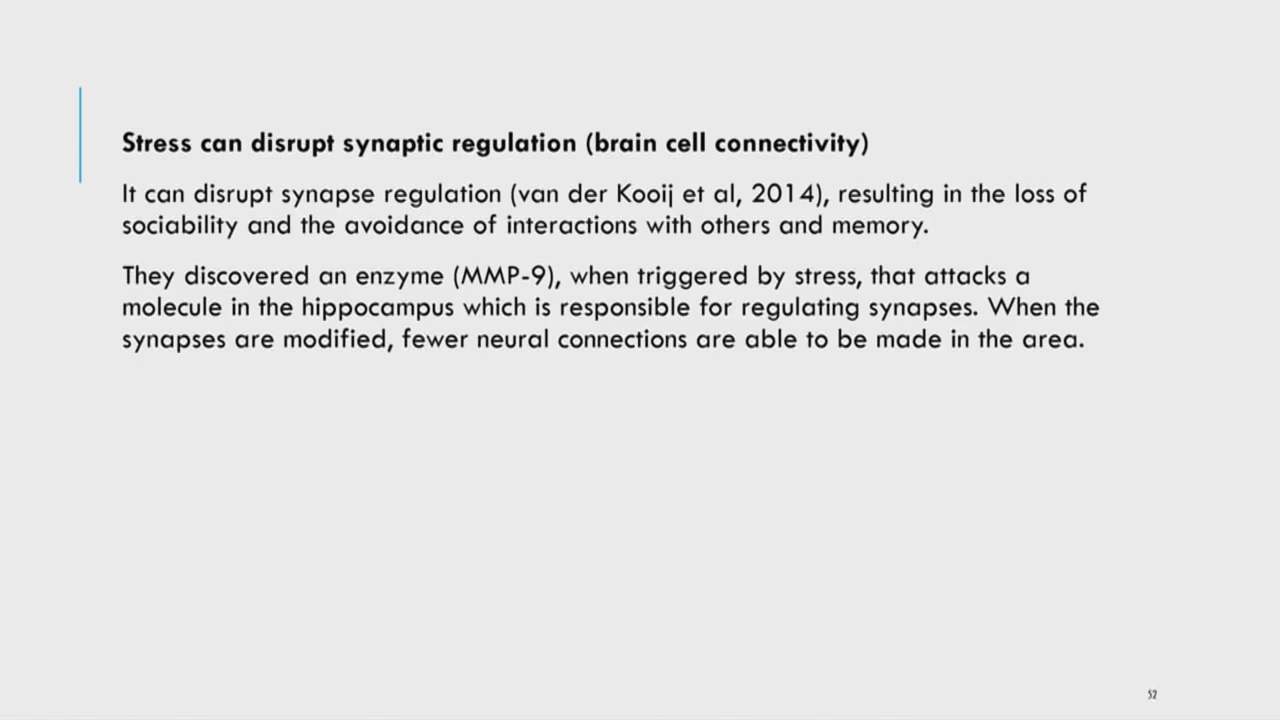 Stress can disrupt synaptic regulation (brain cell connectivity)
It can disrupt synapse regulation (van der Kooij et al, 2014), resulting in the loss of
sociability and the avoidance of interactions with others and memory.
They discovered an enzyme (MMP-9), when triggered by stress, that attacks a
molecule in the hippocampus which is responsible for regulating synapses. When the
synapses are modified, fewer neural connections are able to be made in the area.
52